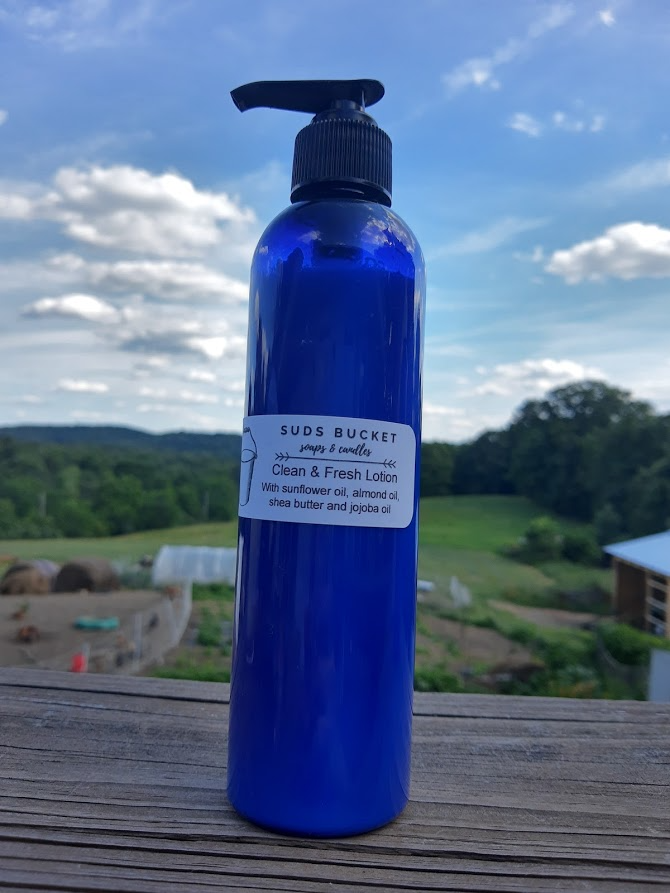 SUDS BUCKET
soaps & candles
Clean & Fresh Lotion
With sunflower oil, almond oil,
shea butter and jojoba oil